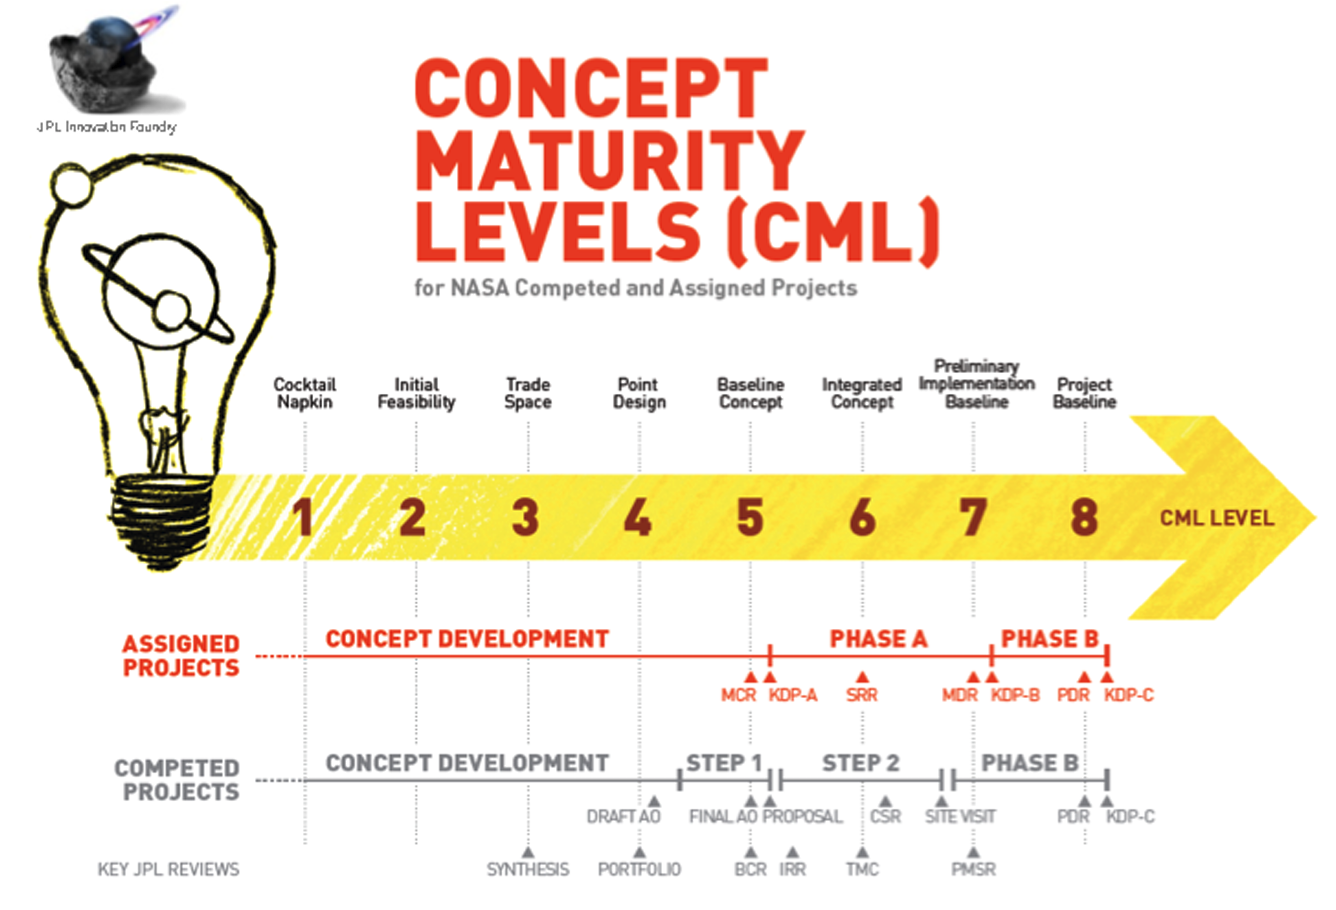 JPL Innovation Foundry
CONCEPT
MATURITY
LEVELS (CML)
for NASA Competed and Assigned Projects
Cocktail
Napkin
Initial
Feasibility
Trade
Space
Point
Design
Baseline
Concept
Integrated
Concept
Preliminary
Implementation
Baseline
Project
Baseline
1 2 3 4 5 6 7 8 CML LEVEL
ASSIGNED
PROJECTS
CONCEPT DEVELOPMENT PHASE A PHASE B
MCR KDP-A SRR MDR KDP-B PDR KDP-C
COMPETED
PROJECTS
CONCEPT DEVELOPMENT STEP 1 STEP 2 PHASE B
DRAFT AO FINAL AO PROPOSAL CSR SITE VISIT PDR KDP-C
KEY JPL REVIEWS SYNTHESIS PORTFOLIO BCR IRR TMC PMSR